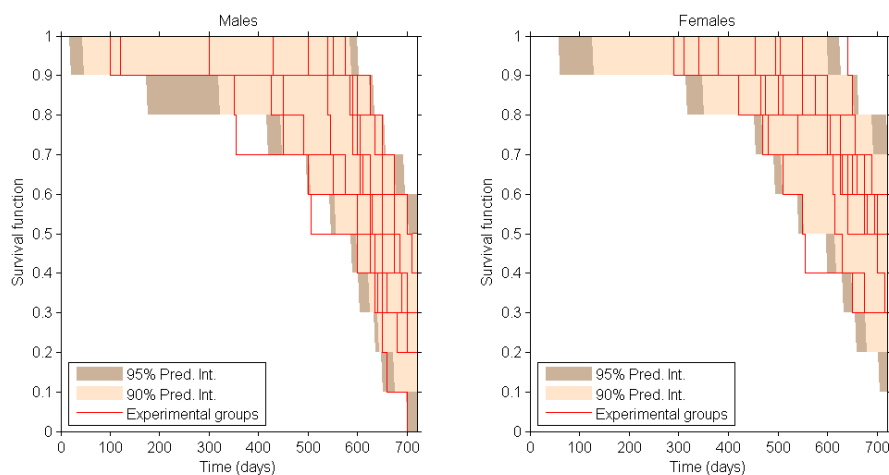 Males
1
0.9
0.8
0.7
0.6
0.5
0.4
0.3
0.2
0.1
0
Survival function
95% Pred. Int.
90% Pred. Int.
Experimental groups
0 100 200 300 400 500 600 700
Time (days)
Females
1
0.9
0.8
0.7
0.6
0.5
0.4
0.3
0.2
0.1
0
Survival function
95% Pred. Int.
90% Pred. Int.
Experimental groups
0 100 200 300 400 500 600 700
Time (days)